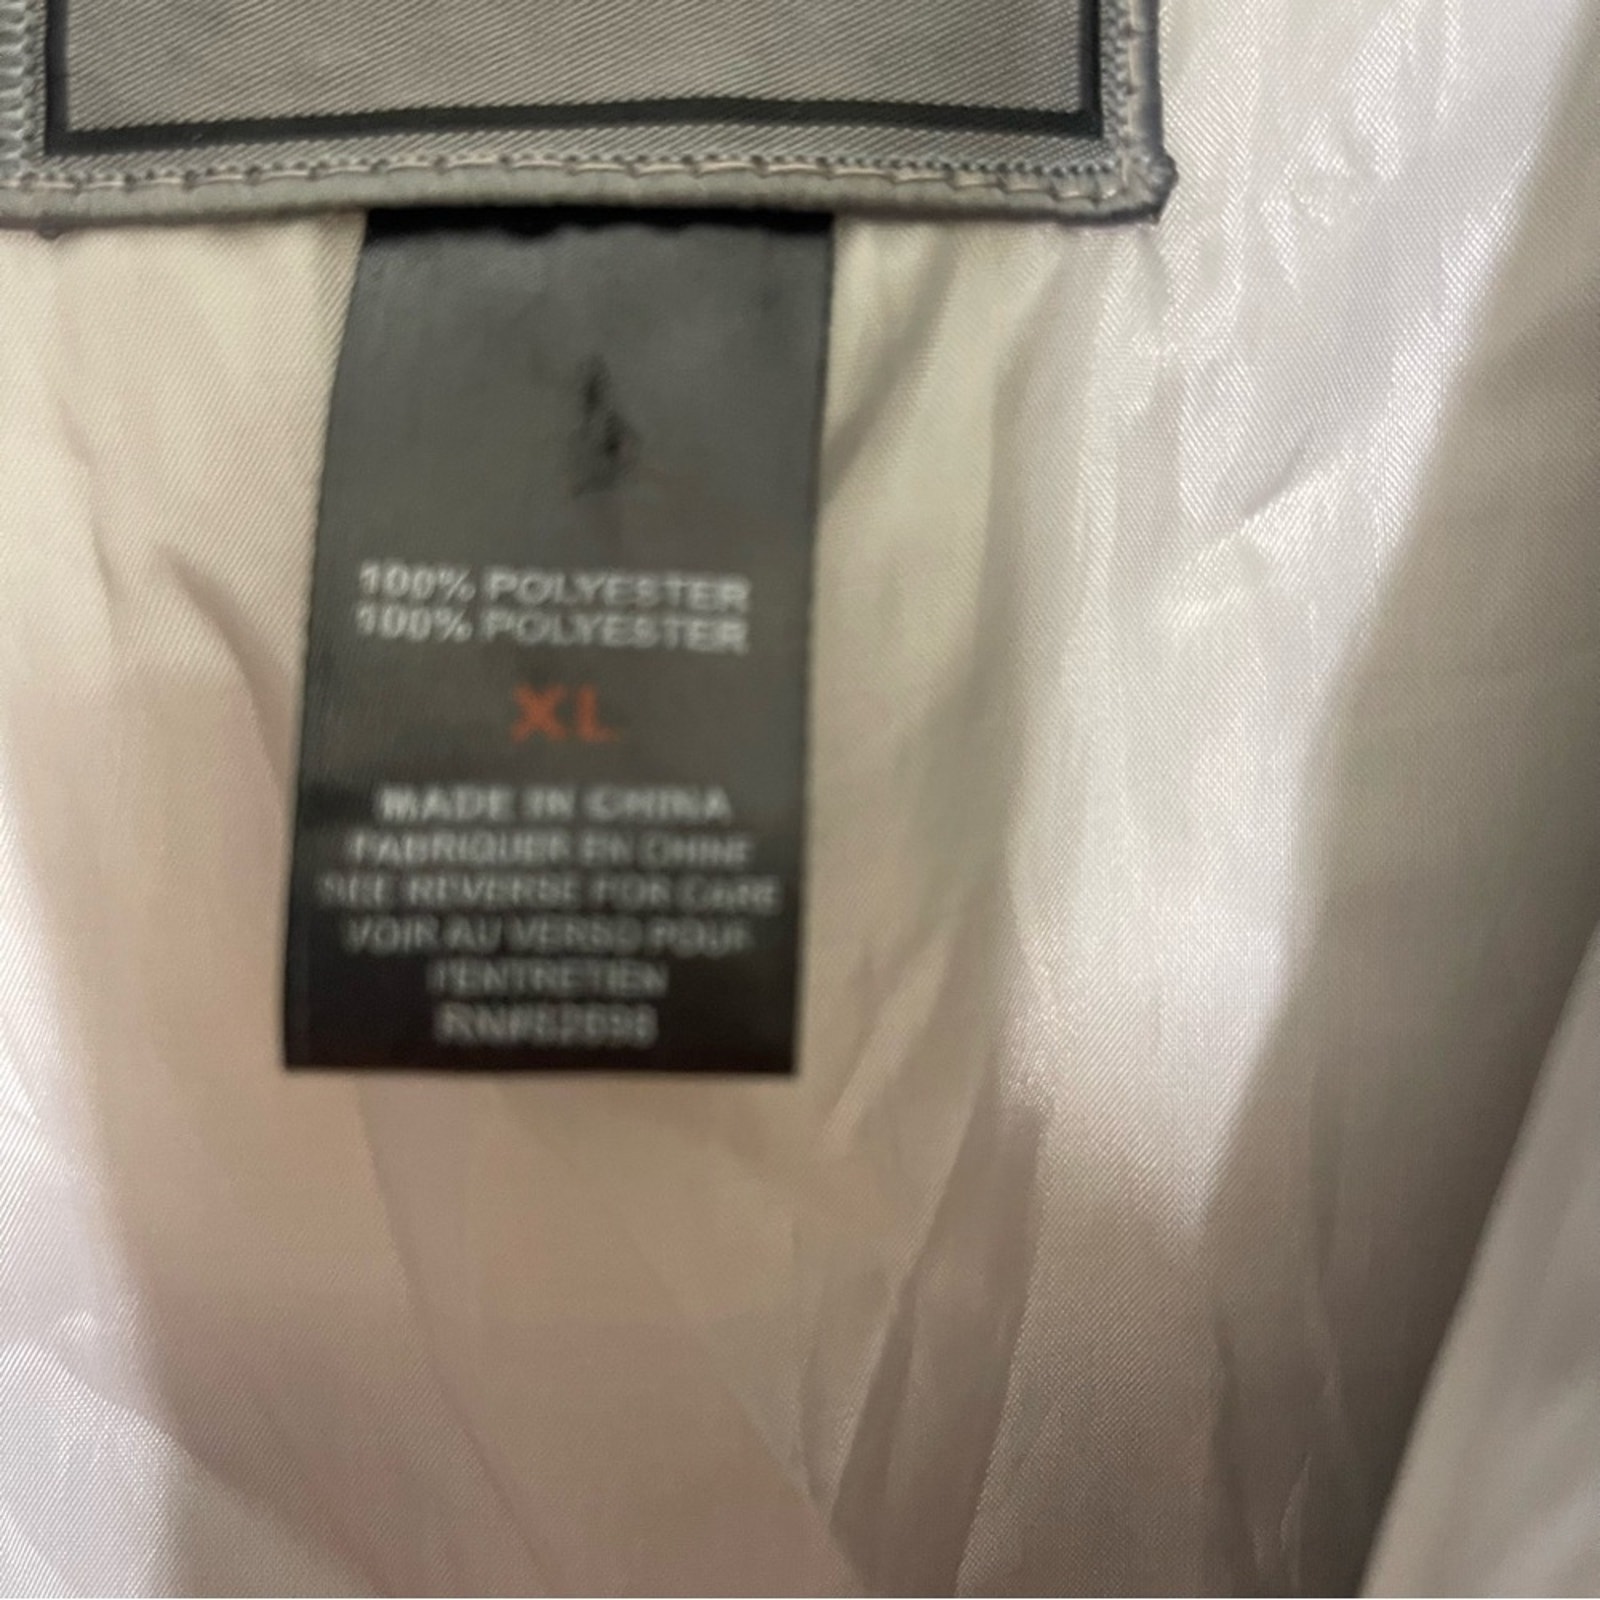 100% POLYESTER
100% POLYESTER
XL
MADE IN CHINA
FABRIQUER EN CHINE
SEE REVERSE FOR CARE
VOIR AU VERSO POUR
L'ENTRETIEN